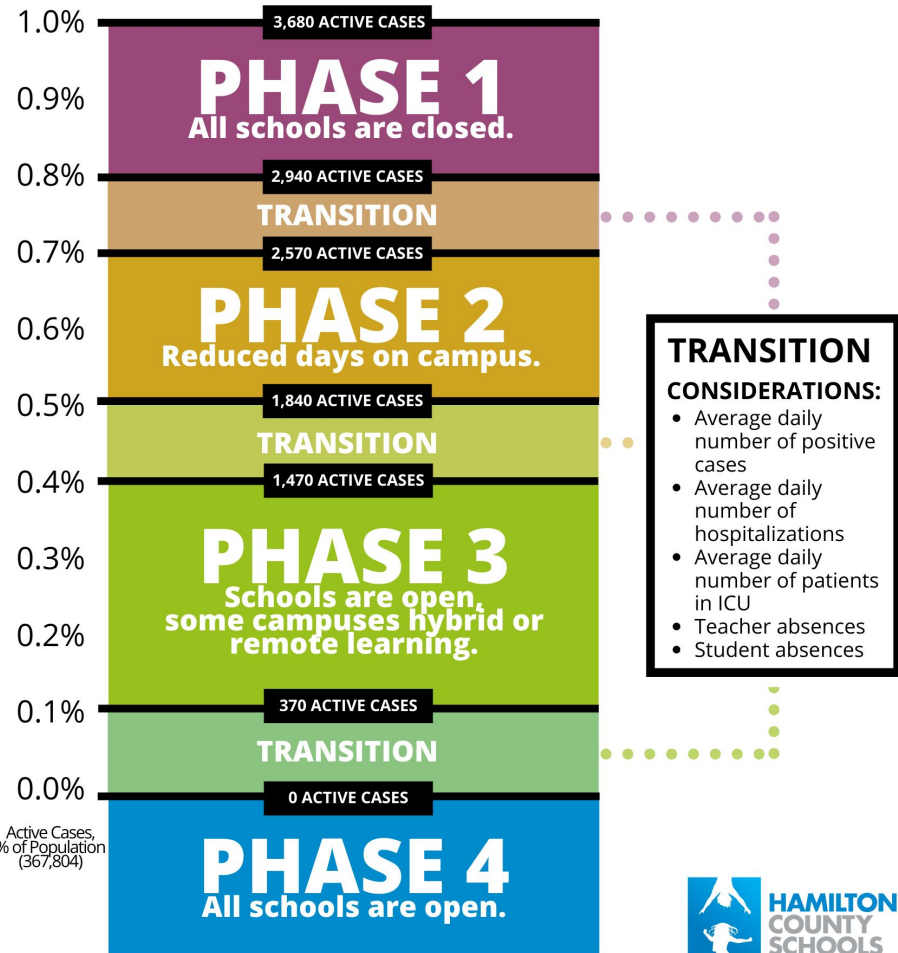 1.0%
3,680 ACTIVE CASES
PHASE 1
All schools are closed.
0.9%
0.8%
2,940 ACTIVE CASES
TRANSITION
0.7%
2,570 ACTIVE CASES
PHASE 2
Reduced days on campus.
0.6%
0.5%
1,840 ACTIVE CASES
TRANSITION
0.4%
1,470 ACTIVE CASES
PHASE 3
Schools are open,
some campuses hybrid or
remote learning.
0.3%
0.2%
0.1%
370 ACTIVE CASES
TRANSITION
0.0%
0 ACTIVE CASES
Active Cases,
% of Population
(367,804)
PHASE 4
All schools are open.
TRANSITION
CONSIDERATIONS:
• Average daily
number of positive
cases
• Average daily
number of
hospitalizations
• Average daily
number of patients
in ICU
• Teacher absences
• Student absences
HAMILTON
COUNTY
SCHOOLS